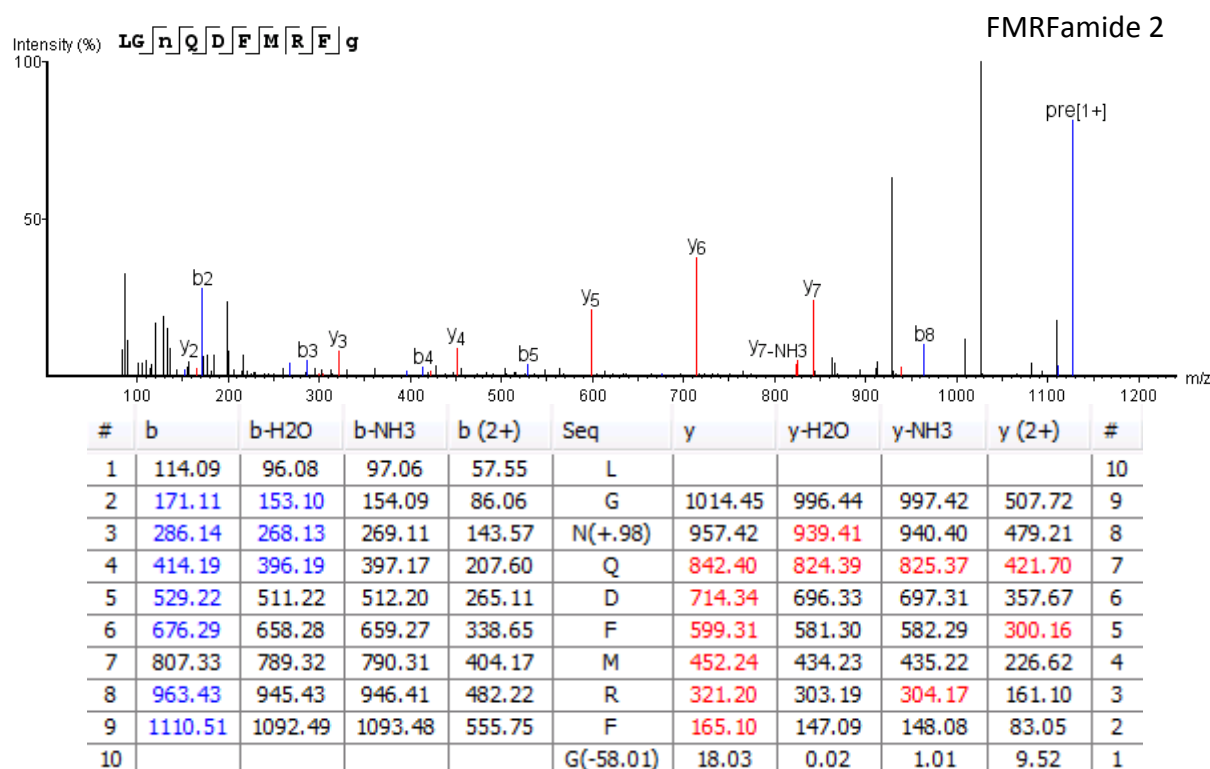 FMRFamide 2
Intensity (%) LG n Q D F M R F g
100
pre[1+]
50
y6
b2
y7
y5
y2
b3
y3
b4
y4
b5
y7-NH3
b8
100 200 300 400 500 600 700 800 900 1000 1100 1200 m/z
# b b-H2O b-NH3 b (2+) Seq y y-H2O y-NH3 y (2+) #
1 114.09 96.08 97.06 57.55 L 10
2 171.11 153.10 154.09 86.06 G 1014.45 996.44 997.42 507.72 9
3 286.14 268.13 269.11 143.57 N(+.98) 957.42 939.41 940.40 479.21 8
4 414.19 396.19 397.17 207.60 Q 842.40 824.39 825.37 421.70 7
5 529.22 511.22 512.20 265.11 D 714.34 696.33 697.31 357.67 6
6 676.29 658.28 659.27 338.65 F 599.31 581.30 582.29 300.16 5
7 807.33 789.32 790.31 404.17 M 452.24 434.23 435.22 226.62 4
8 963.43 945.43 946.41 482.22 R 321.20 303.19 304.17 161.10 3
9 1110.51 1092.49 1093.48 555.75 F 165.10 147.09 148.08 83.05 2
10 G(-58.01) 18.03 0.02 1.01 9.52 1